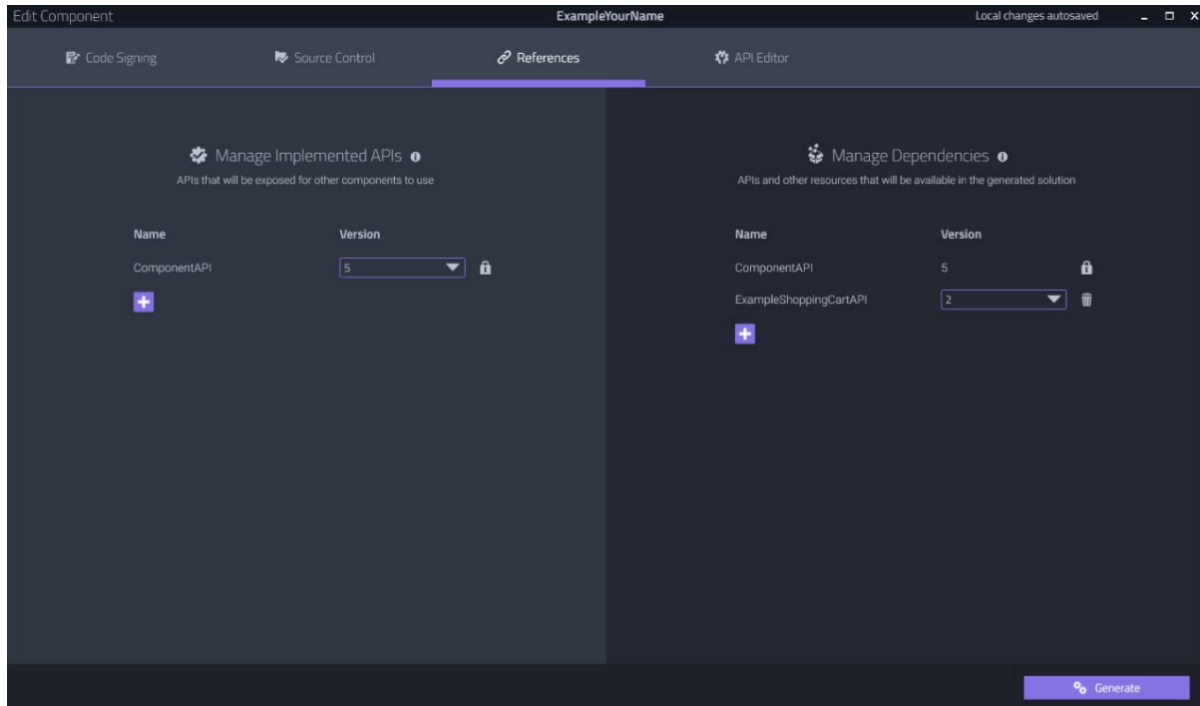 Edit Component ExampleYourName Local changes autosaved
Code Signing Source Control References API Editor
Manage Implemented APIs
APIs that will be exposed for other components to use
Name Version
ComponentAPI 5
Manage Dependencies
APIs and other resources that will be available in the generated solution
Name Version
ComponentAPI 5
ExampleShoppingCartAPI 2
Generate